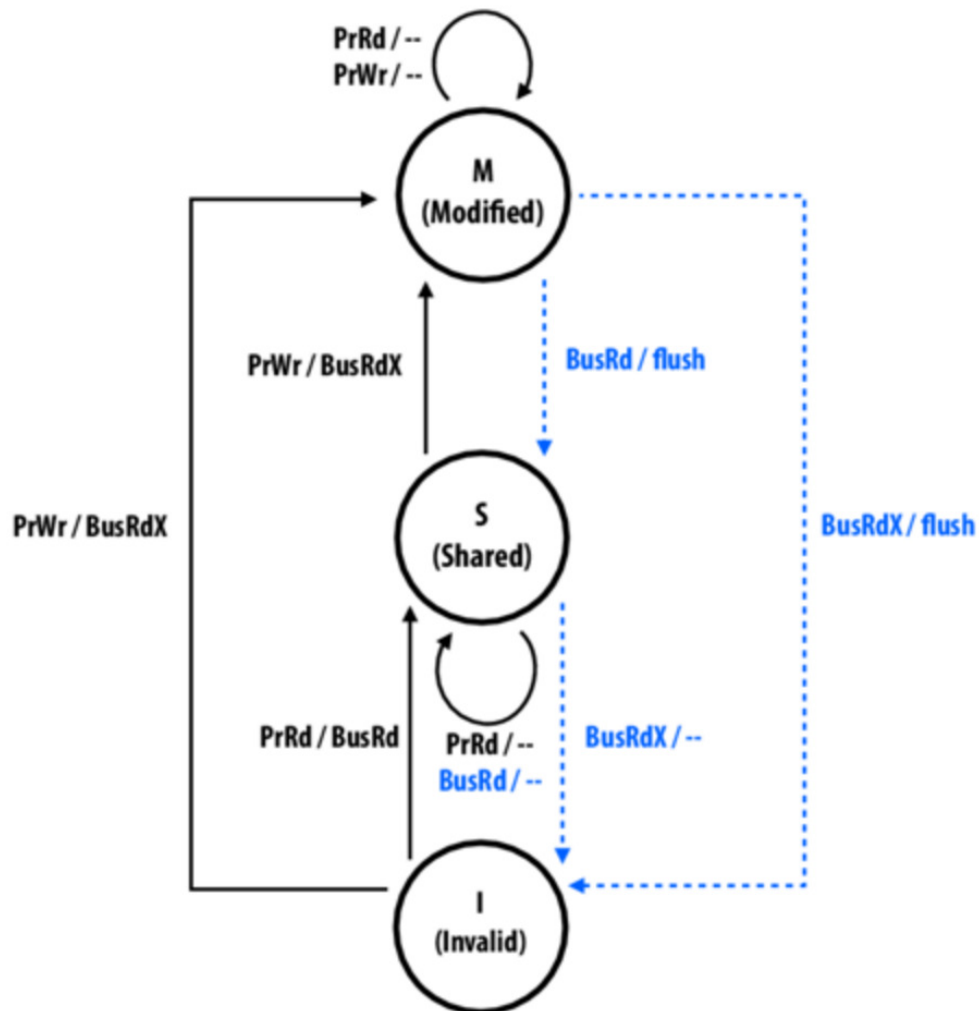 PrRd / --
PrWr / --
M
(Modified)
PrWr / BusRdX
BusRd / flush
S
(Shared)
PrWr / BusRdX
BusRdX / flush
PrRd / BusRd
PrRd / --
BusRd / --
BusRdX / --
I
(Invalid)